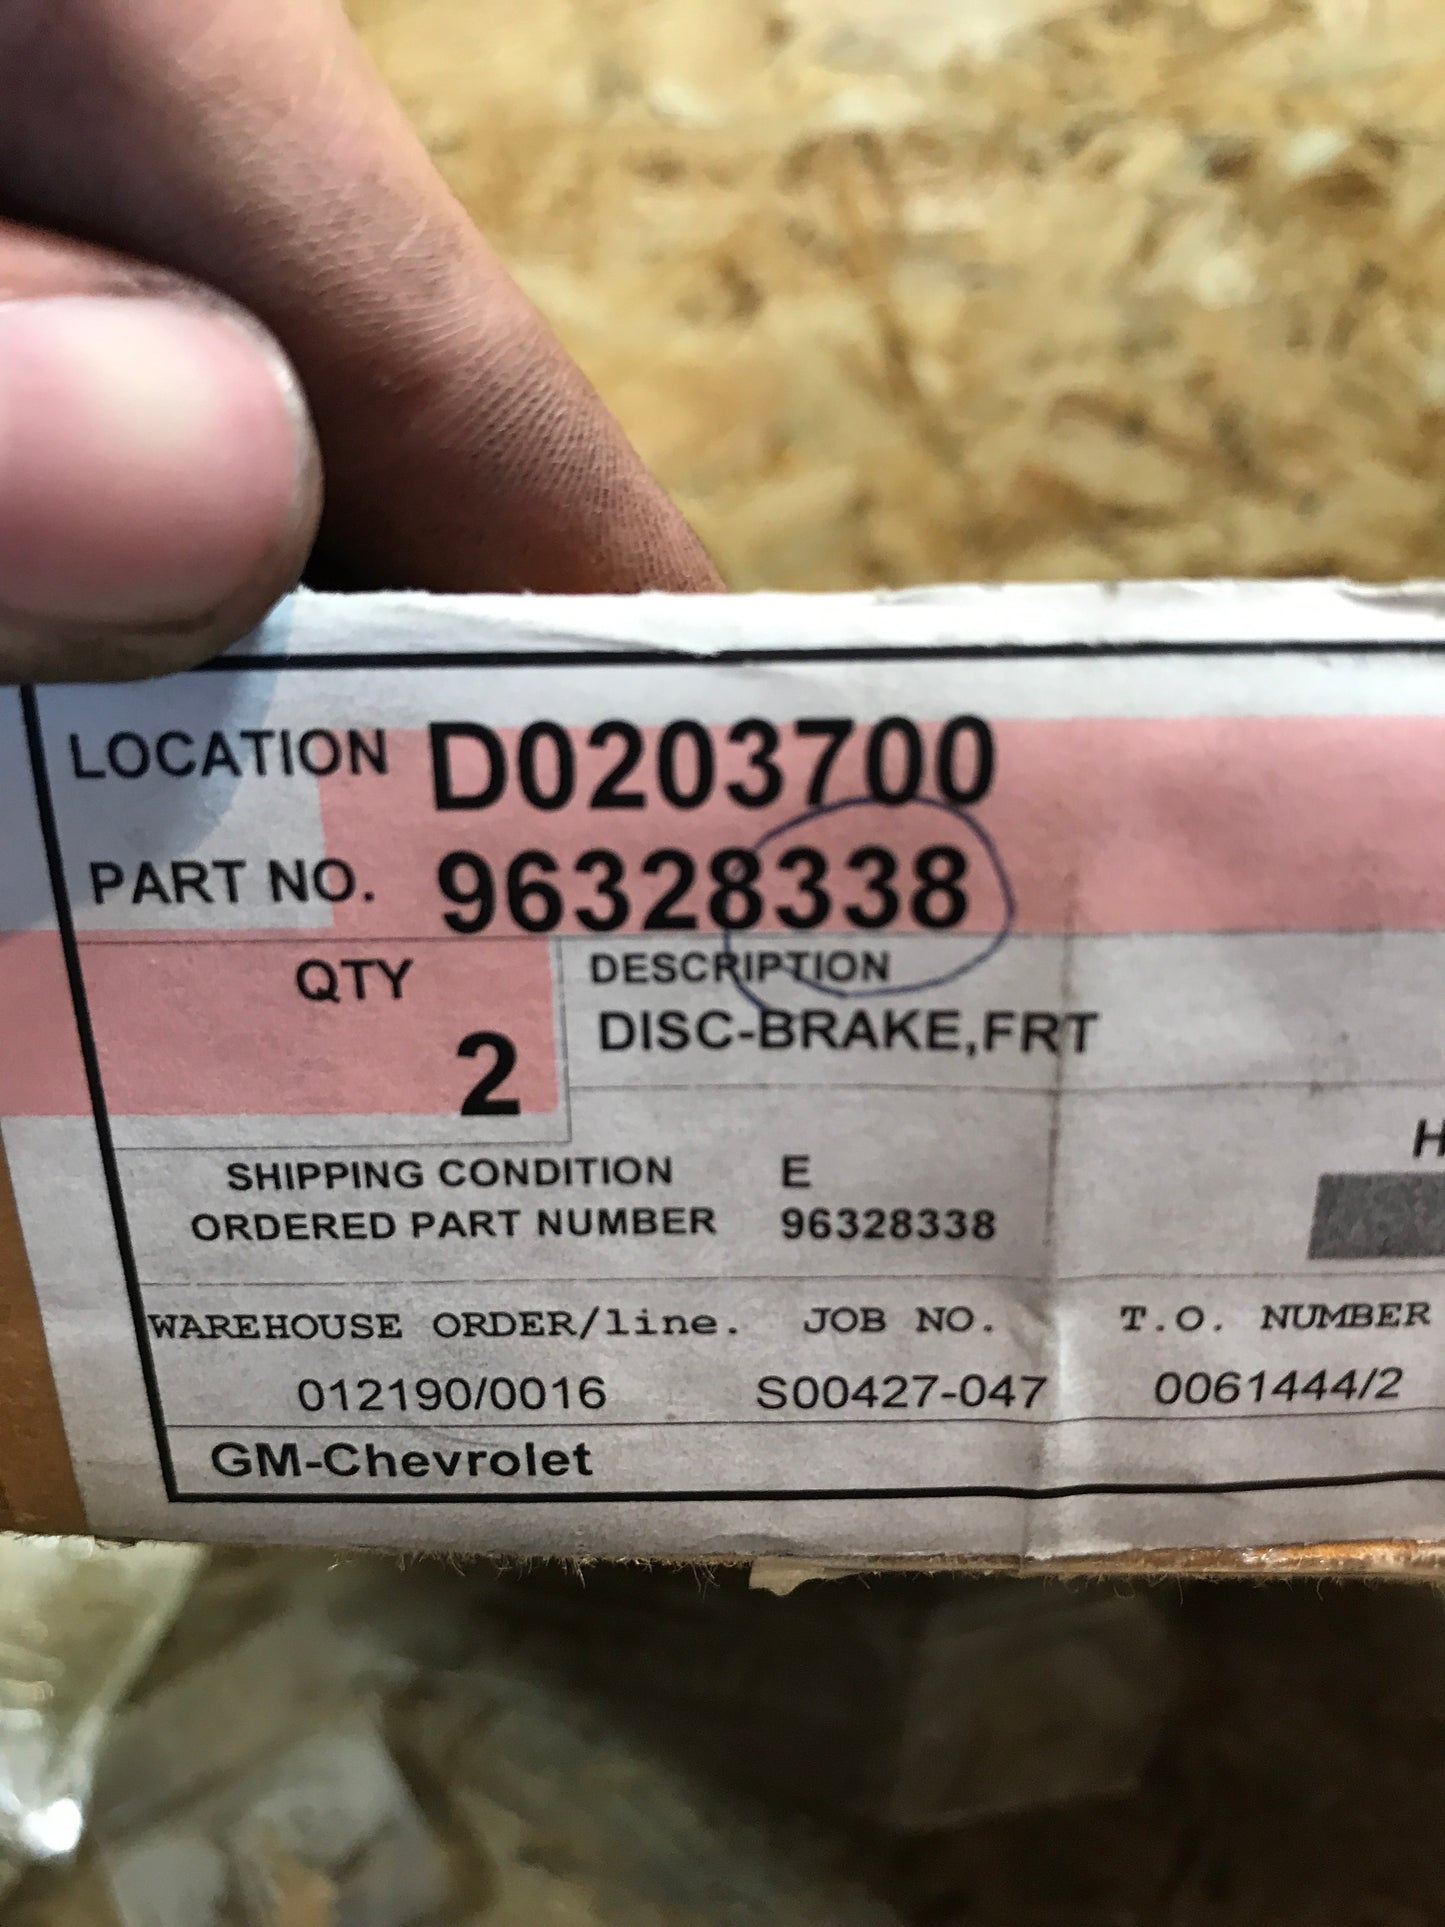 LOCATION D0203700
PART NO. 96328338
QTY DESCRIPTION
2 DISC-BRAKE,FRT
H
SHIPPING CONDITION E
ORDERED PART NUMBER 96328338
WAREHOUSE ORDER/line. JOB NO. T.O. NUMBER
012190/0016 S00427-047 0061444/2
GM-Chevrolet